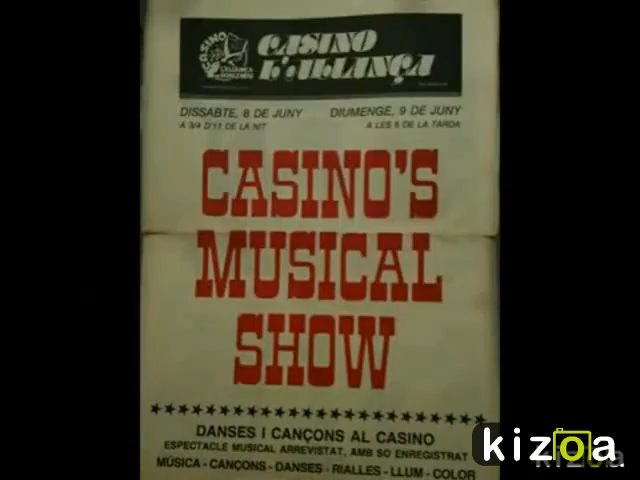 CASINO
L'ALIANÇA
DISSABTE, 8 DE JUNY
A 3/4 D'11 DE LA NIT
DIUMENGE, 9 DE JUNY
A LES 6 DE LA TARDA
CASINO'S
MUSICAL
SHOW
DANSES I CANÇONS AL CASINO
ESPECTACLE MUSICAL ARREVISTAT, AMB SO ENREGISTRAT
MÚSICA - CANÇONS - DANSES - RIALLES - LLUM - COLOR
kizoa